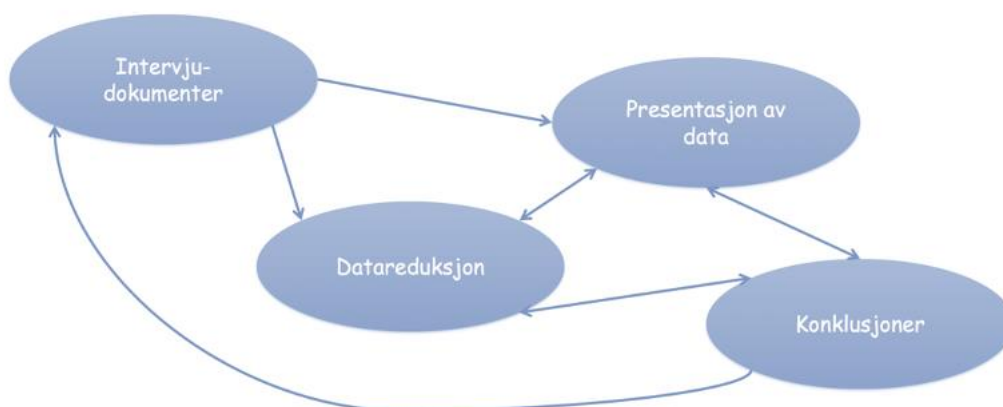 Intervju-
dokumenter
Presentasjon av
data
Datareduksjon
Konklusjoner